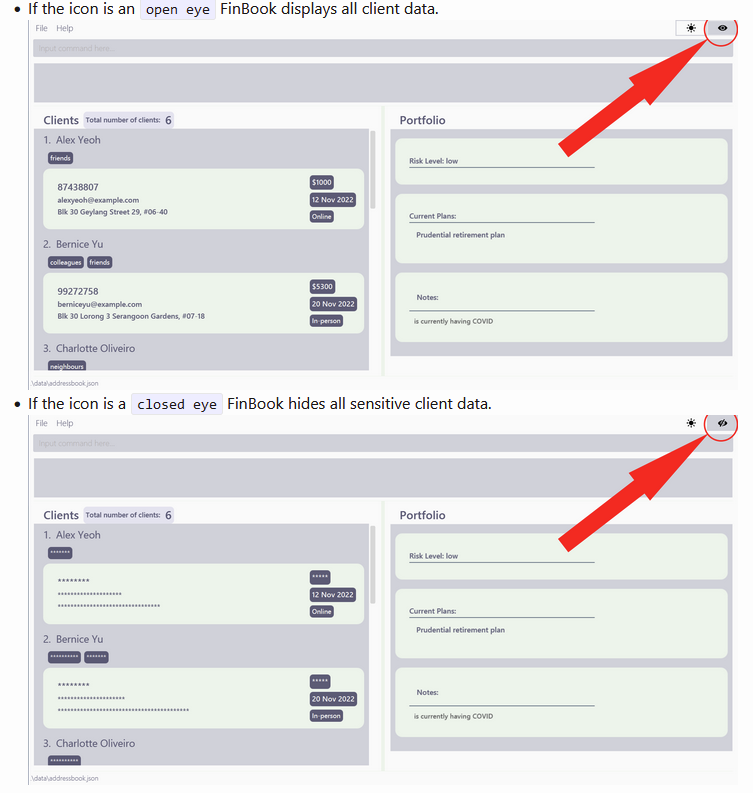 If the icon is an open eye FinBook displays all client data.
File Help
Input command here...
Clients Total number of clients: 6
Portfolio
1. Alex Yeoh
friends
87438807
$1000
alexyeoh@example.com
12 Nov 2022
Blk 30 Geylang Street 29, #06-40
Online
2. Bernice Yu
colleagues friends
99272758
$5300
berniceyu@example.com
20 Nov 2022
Blk 30 Lorong 3 Serangoon Gardens, #07-18
In-person
3. Charlotte Oliveiro
neighbours
Risk Level: low
Current Plans:
Prudential retirement plan
Notes:
is currently having COVID
\data\addressbook.json
If the icon is a closed eye FinBook hides all sensitive client data.
File Help
Input command here...
Clients Total number of clients: 6
Portfolio
1. Alex Yeoh
*******
********
*****
********************
12 Nov 2022
********************************
Online
2. Bernice Yu
********** *******
********
*****
*********************
20 Nov 2022
*****************************************
In-person
3. Charlotte Oliveiro
**********
Risk Level: low
Current Plans:
Prudential retirement plan
Notes:
is currently having COVID
\data\addressbook.json